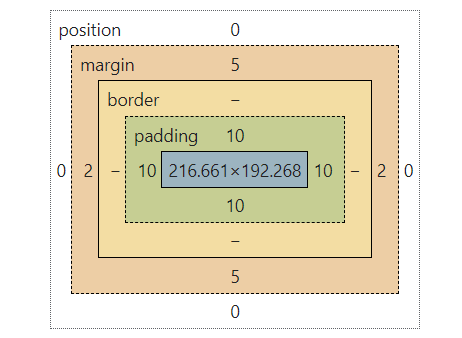 position 0
margin 5
border –
padding 10
0 2 – 10 216.661×192.268 10 – 2 0
10
–
5
0